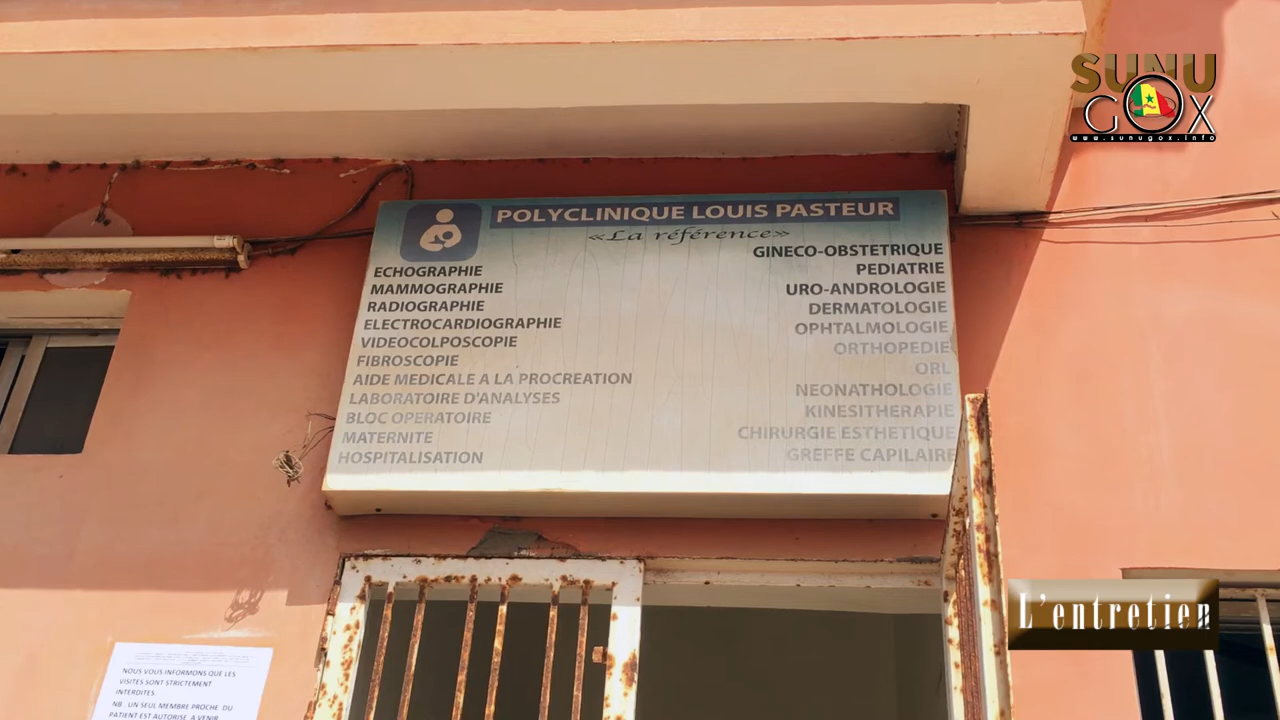 SUNU
GOX
www.sunugox.info
POLYCLINIQUE LOUIS PASTEUR
«La référence»
ECHOGRAPHIE
MAMMOGRAPHIE
RADIOGRAPHIE
ELECTROCARDIOGRAPHIE
VIDEOCOLPOSCOPIE
FIBROSCOPIE
AIDE MEDICALE A LA PROCREATION
LABORATOIRE D'ANALYSES
BLOC OPERATOIRE
MATERNITE
HOSPITALISATION
GINECO-OBSTETRIQUE
PEDIATRIE
URO-ANDROLOGIE
DERMATOLOGIE
OPHTALMOLOGIE
ORTHOPEDIE
ORL
NEONATHOLOGIE
KINESITHERAPIE
CHIRURGIE ESTHETIQUE
GREFFE CAPILAIRE
L'entretien
NOUS VOUS INFORMONS QUE LES
VISITES SONT STRICTEMENT
INTERDITES.
NB : UN SEUL MEMBRE PROCHE DU
PATIENT EST AUTORISE A VENIR